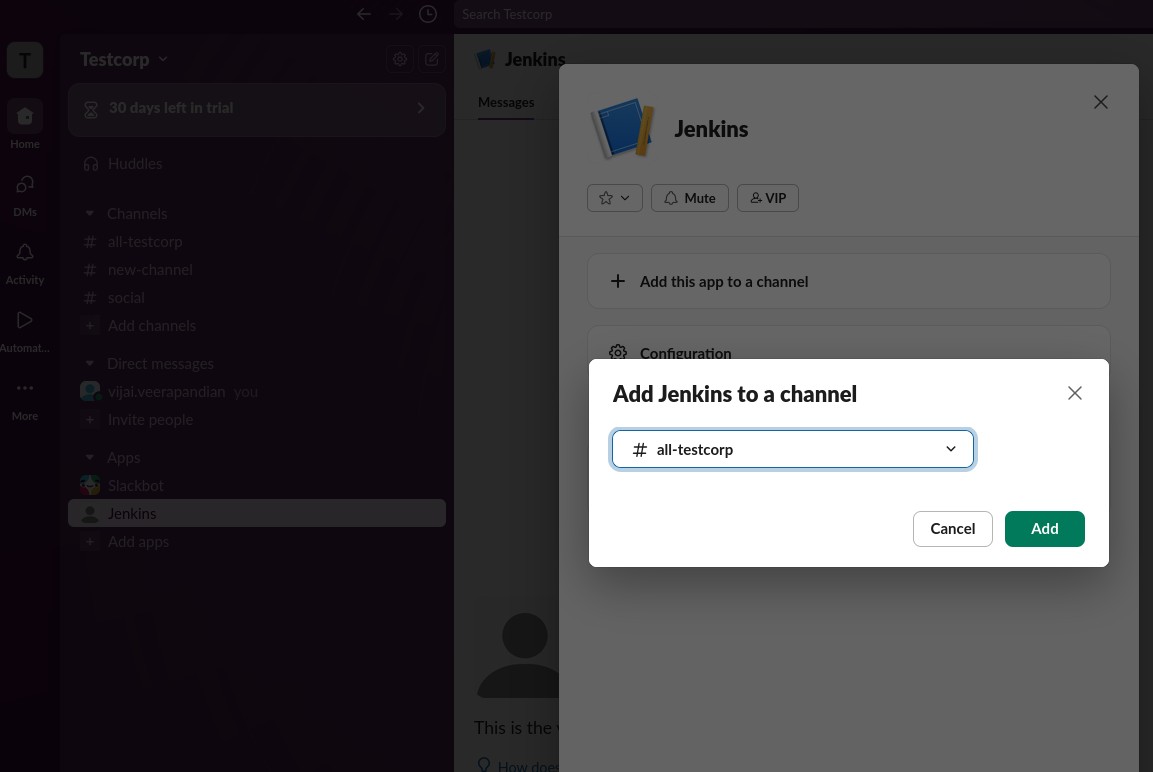 Search Testcorp
T
Testcorp
30 days left in trial
Home
Huddles
DMs
Activity
Automat...
More
Channels
# all-testcorp
# new-channel
# social
+ Add channels
Direct messages
vijai.veerapandian you
+ Invite people
Apps
Slackbot
Jenkins
+ Add apps
Jenkins
Messages
This is the
How does
Jenkins
Mute
VIP
+ Add this app to a channel
Configuration
Add Jenkins to a channel
# all-testcorp
Cancel
Add